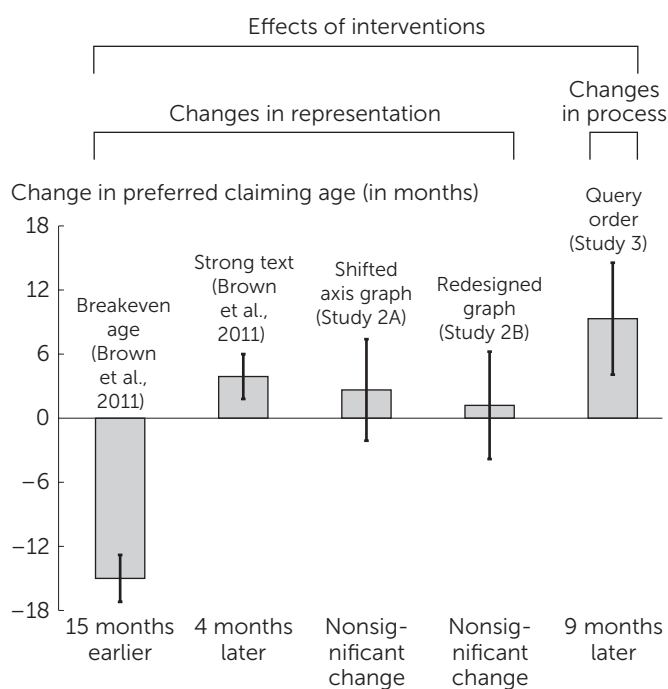 Effects of interventions
Changes in representation
Changes
in process
Change in preferred claiming age (in months)
18
12
6
0
−6
−12
−18
Breakeven
age
(Brown
et al.,
2011)
Strong text
(Brown
et al.,
2011)
Shifted
axis graph
(Study 2A)
Redesigned
graph
(Study 2B)
Query
order
(Study 3)
15 months
earlier
4 months
later
Nonsig-
nificant
change
Nonsig-
nificant
change
9 months
later